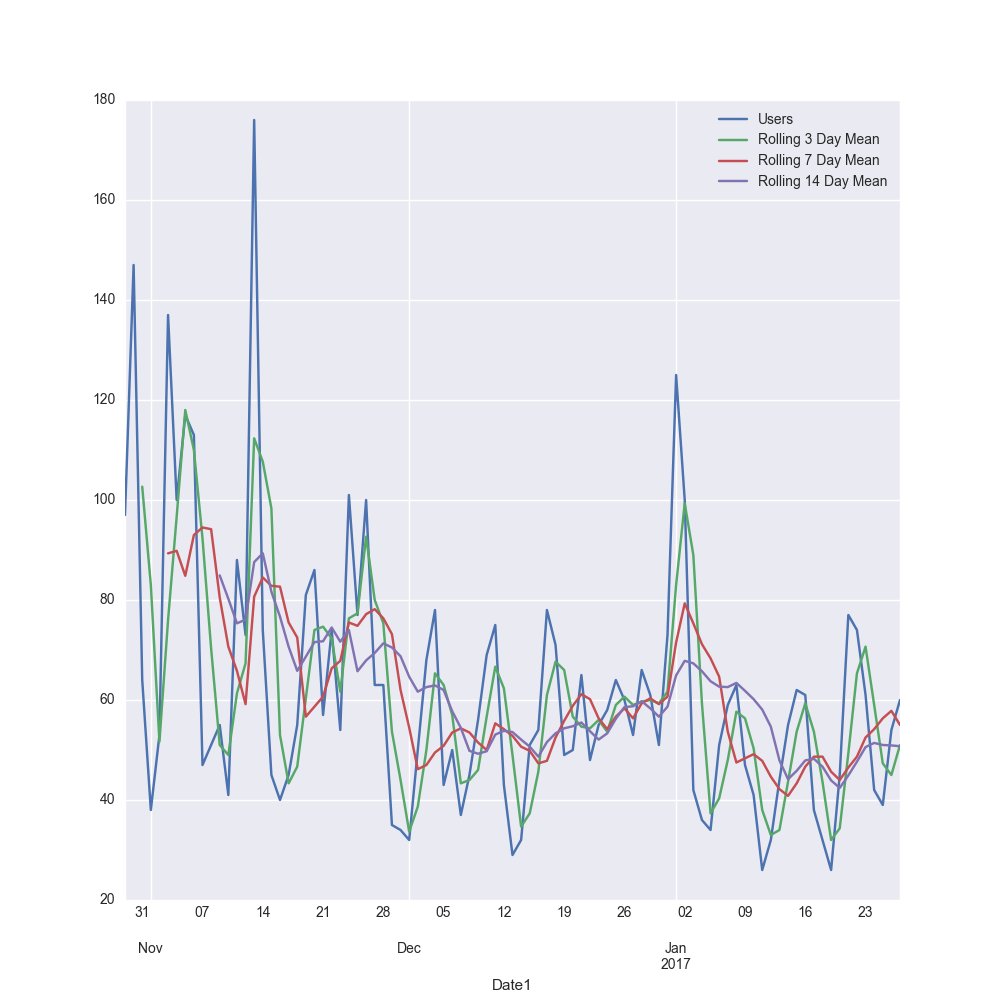 180
160
140
120
100
80
60
40
20
Users
Rolling 3 Day Mean
Rolling 7 Day Mean
Rolling 14 Day Mean
31 07 14 21 28 05 12 19 26 02 09 16 23
Nov Dec Jan
2017
Date1